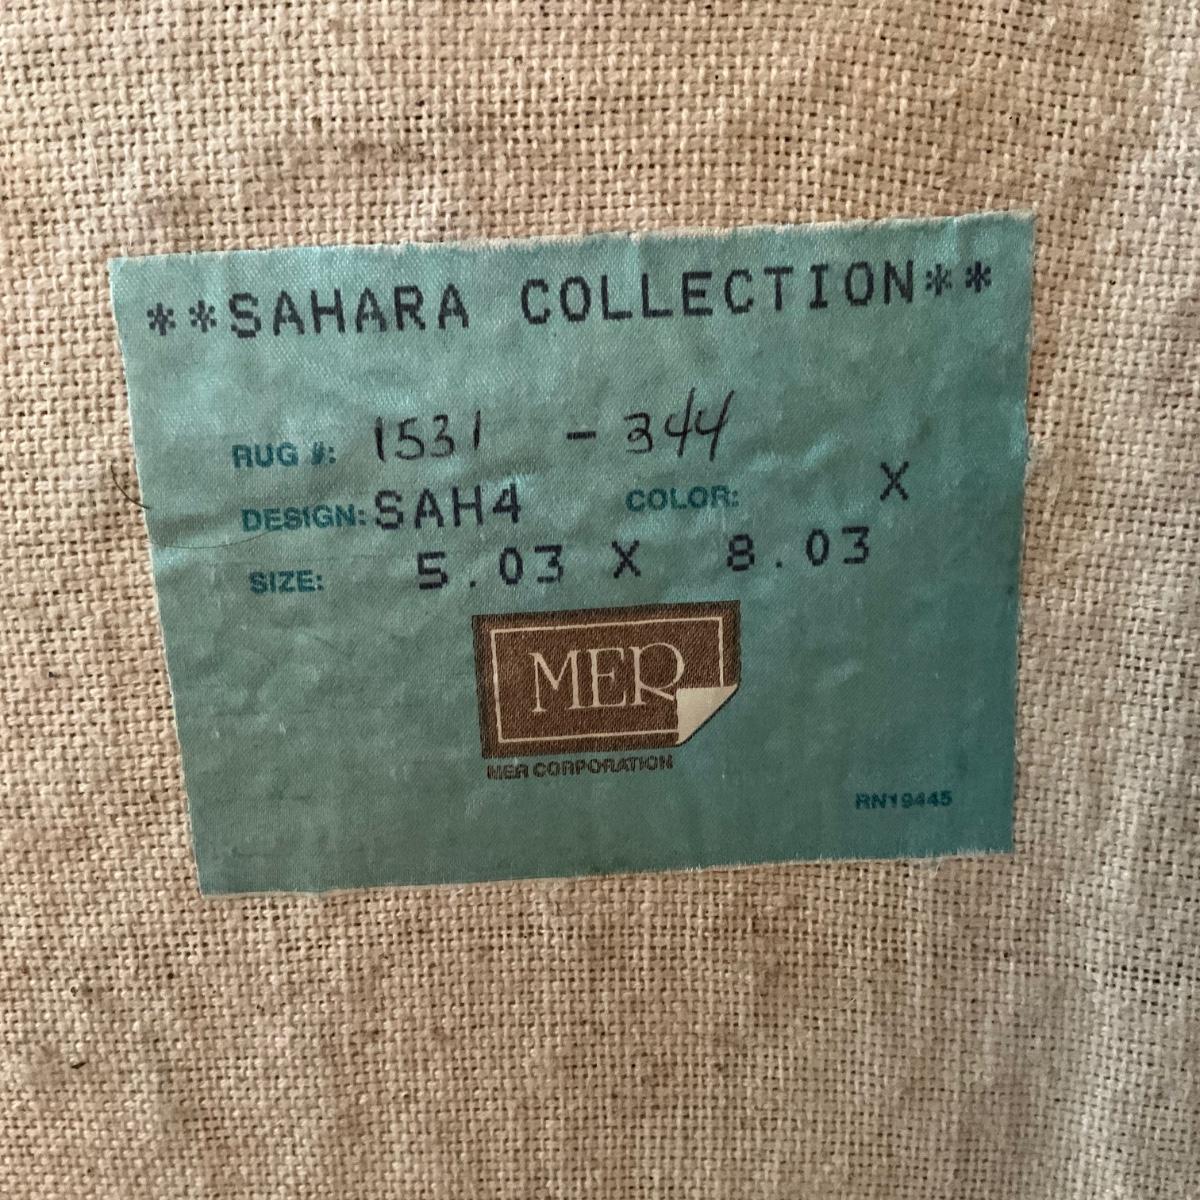 **SAHARA COLLECTION**
RUG #: 1531 - 344
DESIGN: SAH4 COLOR: X
SIZE: 5.03 X 8.03
MER
MER CORPORATION
RN19445